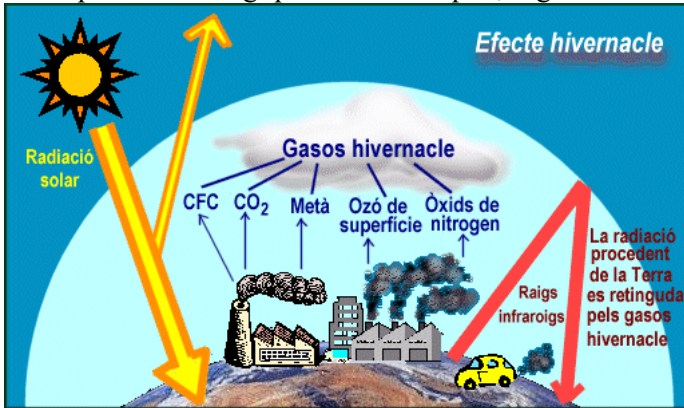 Efecte hivernacle
Radiació
solar
Gasos hivernacle
CFC
CO₂
Metà
Ozó de
superfície
Òxids de
nitrogen
Raigs
infraroigs
La radiació
procedent
de la Terra
es retinguda
pels gasos
hivernacle